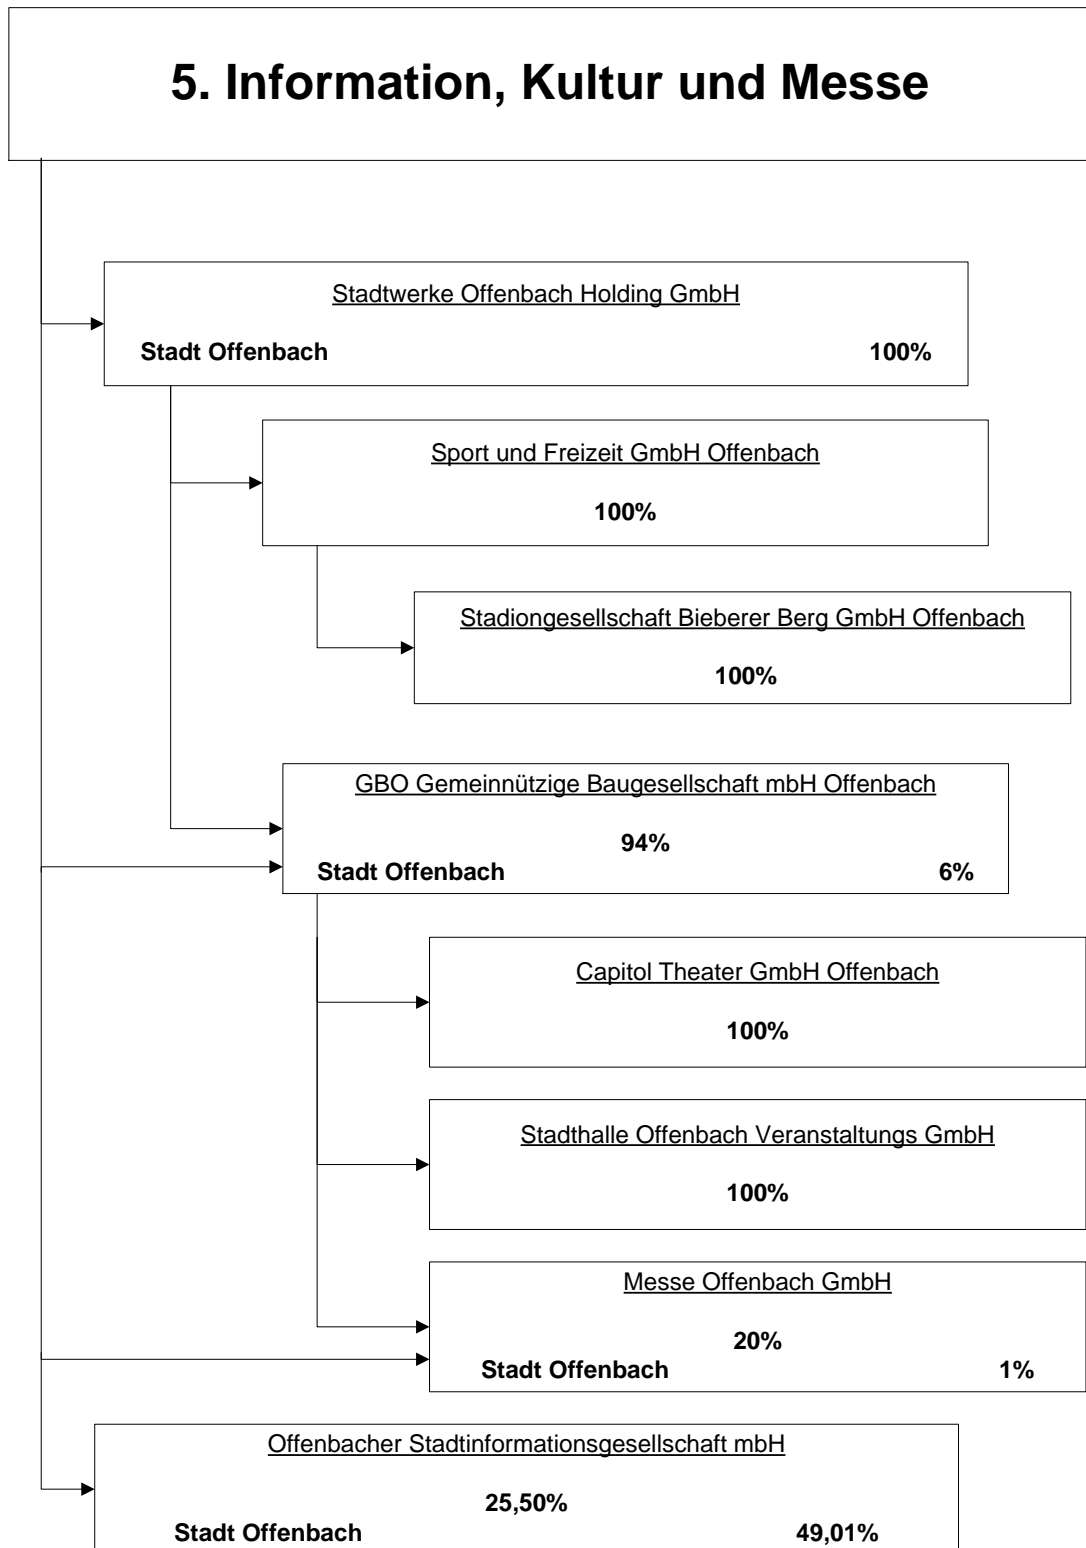 5. Information, Kultur und Messe
Stadtwerke Offenbach Holding GmbH
Stadt Offenbach 100%
Sport und Freizeit GmbH Offenbach
100%
Stadiongesellschaft Bieberer Berg GmbH Offenbach
100%
GBO Gemeinnützige Baugesellschaft mbH Offenbach
94%
Stadt Offenbach 6%
Capitol Theater GmbH Offenbach
100%
Stadthalle Offenbach Veranstaltungs GmbH
100%
Messe Offenbach GmbH
20%
Stadt Offenbach 1%
Offenbacher Stadtinformationsgesellschaft mbH
25,50%
Stadt Offenbach 49,01%